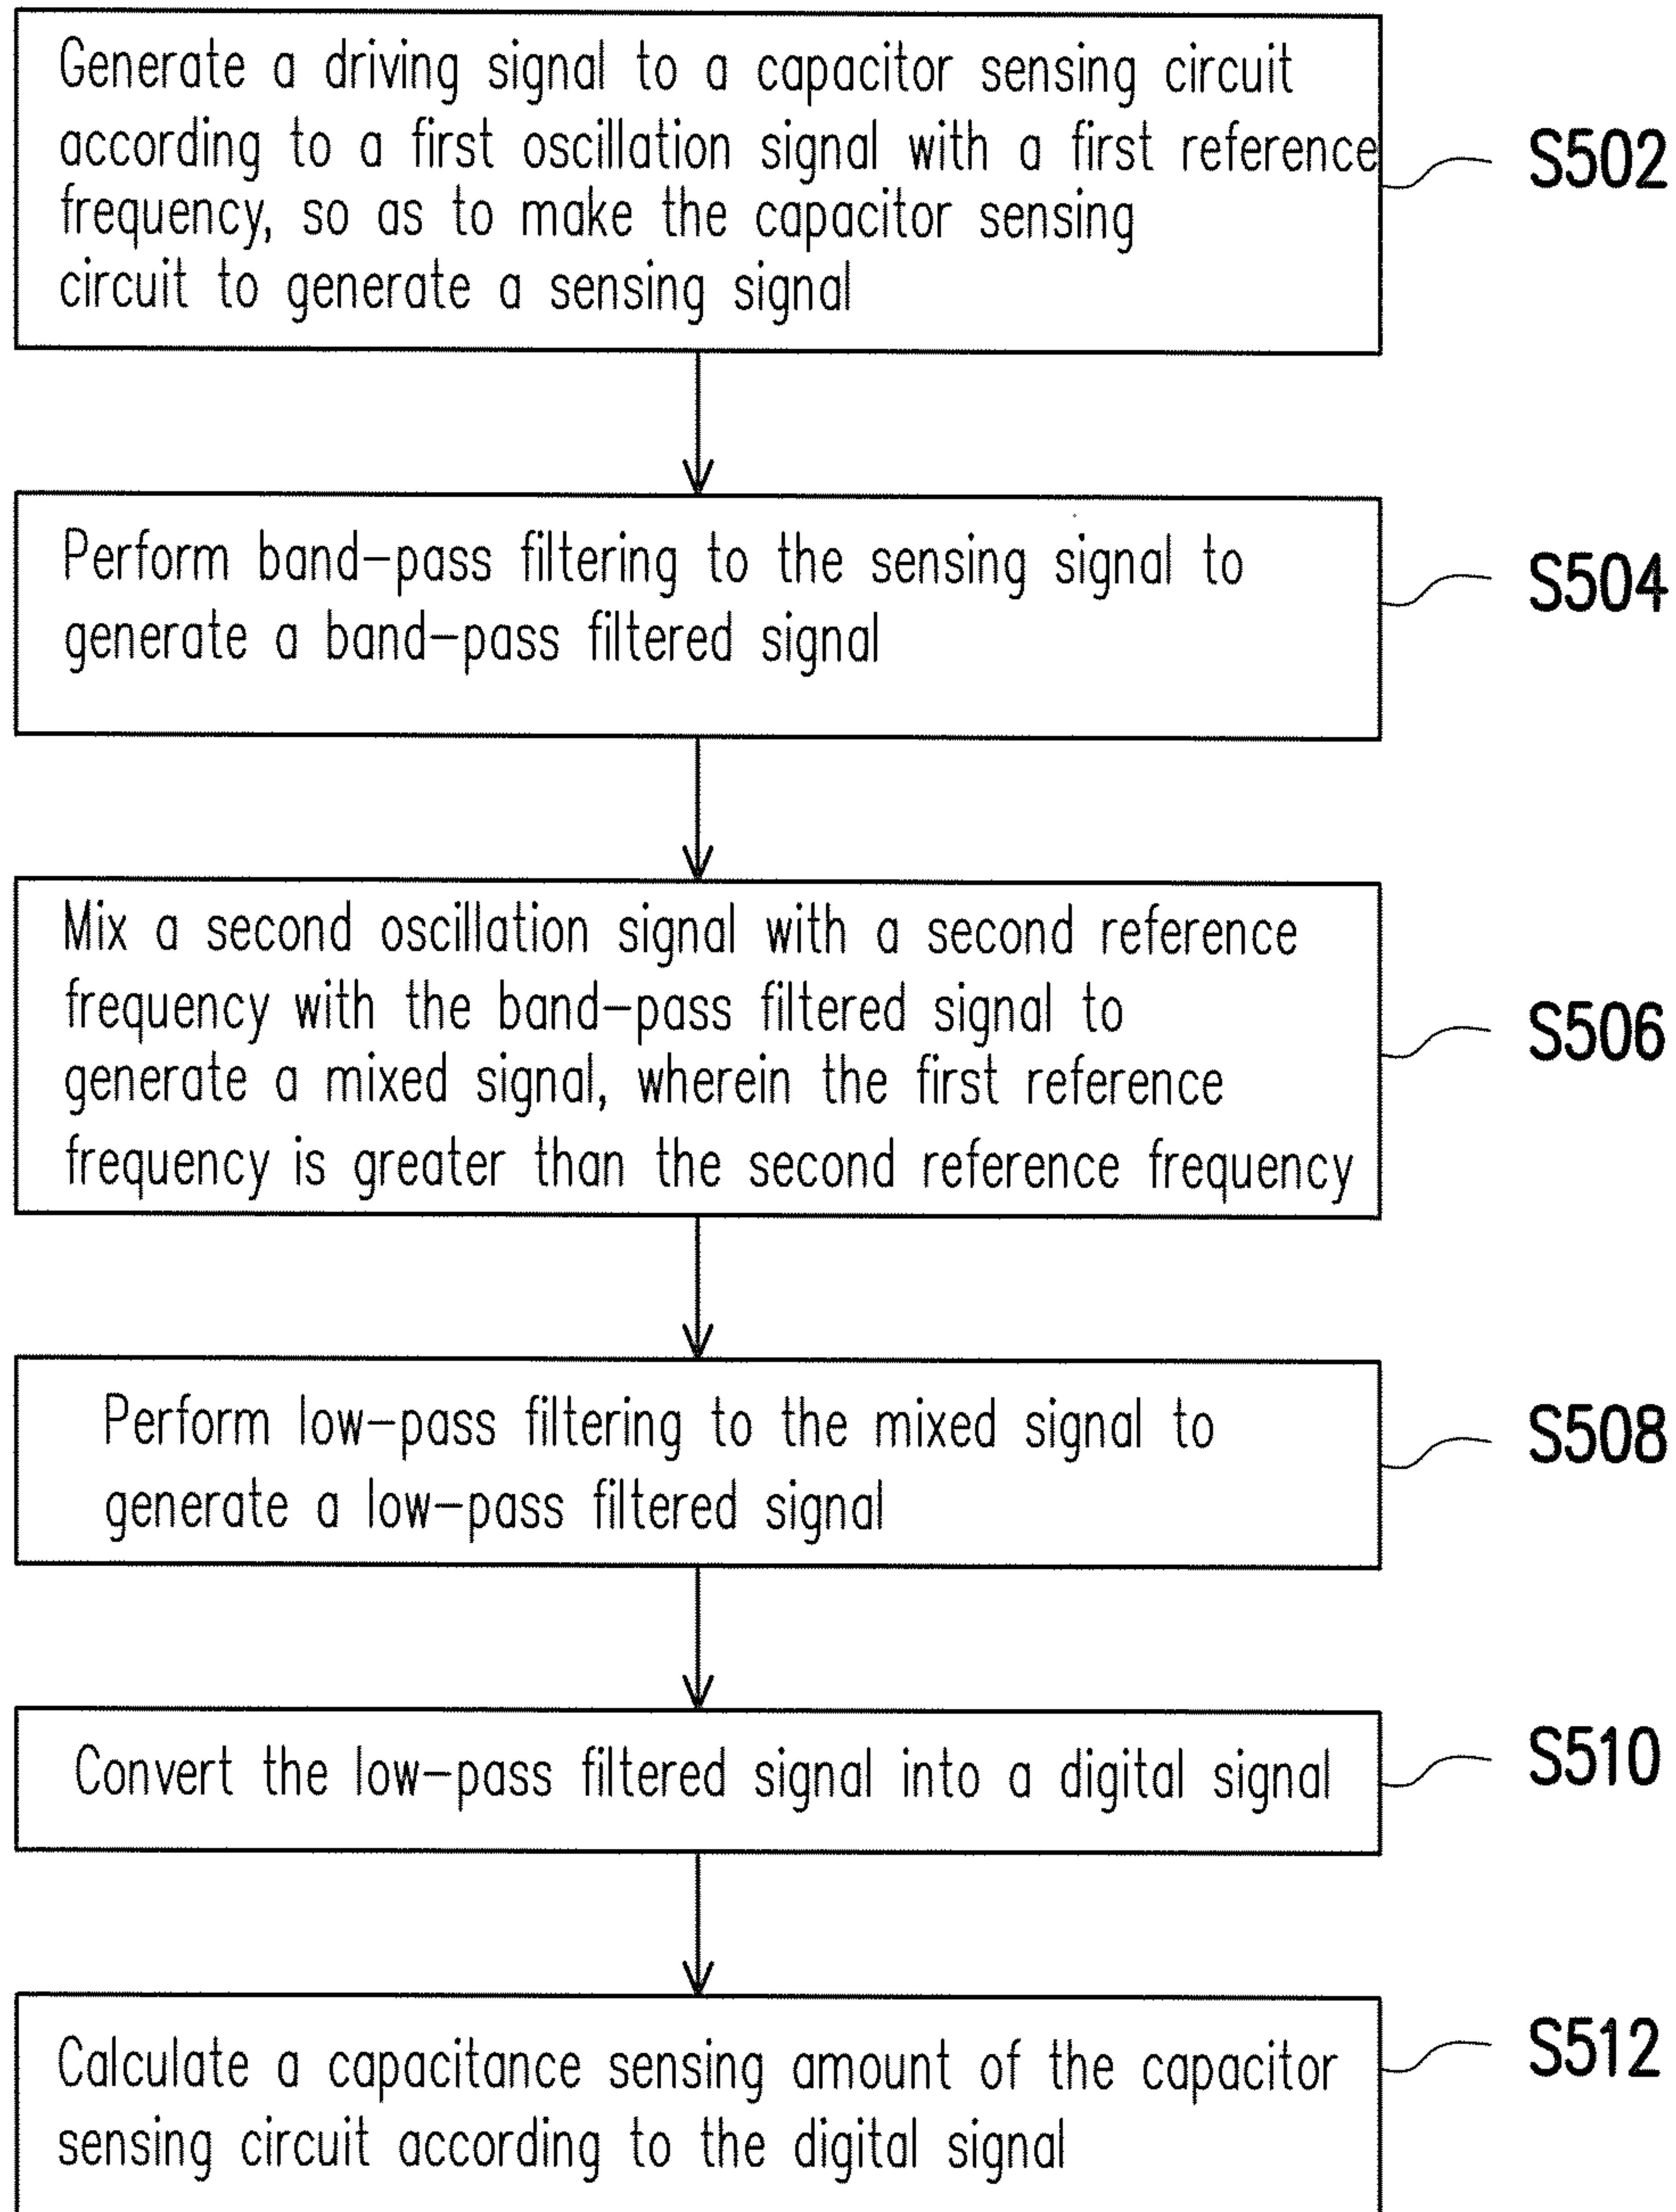 Generate a driving signal to a capacitor sensing circuit
according to a first oscillation signal with a first reference
frequency, so as to make the capacitor sensing
circuit to generate a sensing signal
S502
Perform band-pass filtering to the sensing signal to
generate a band-pass filtered signal
S504
Mix a second oscillation signal with a second reference
frequency with the band-pass filtered signal to
generate a mixed signal, wherein the first reference
frequency is greater than the second reference frequency
S506
Perform low-pass filtering to the mixed signal to
generate a low-pass filtered signal
S508
Convert the low-pass filtered signal into a digital signal
S510
Calculate a capacitance sensing amount of the capacitor
sensing circuit according to the digital signal
S512